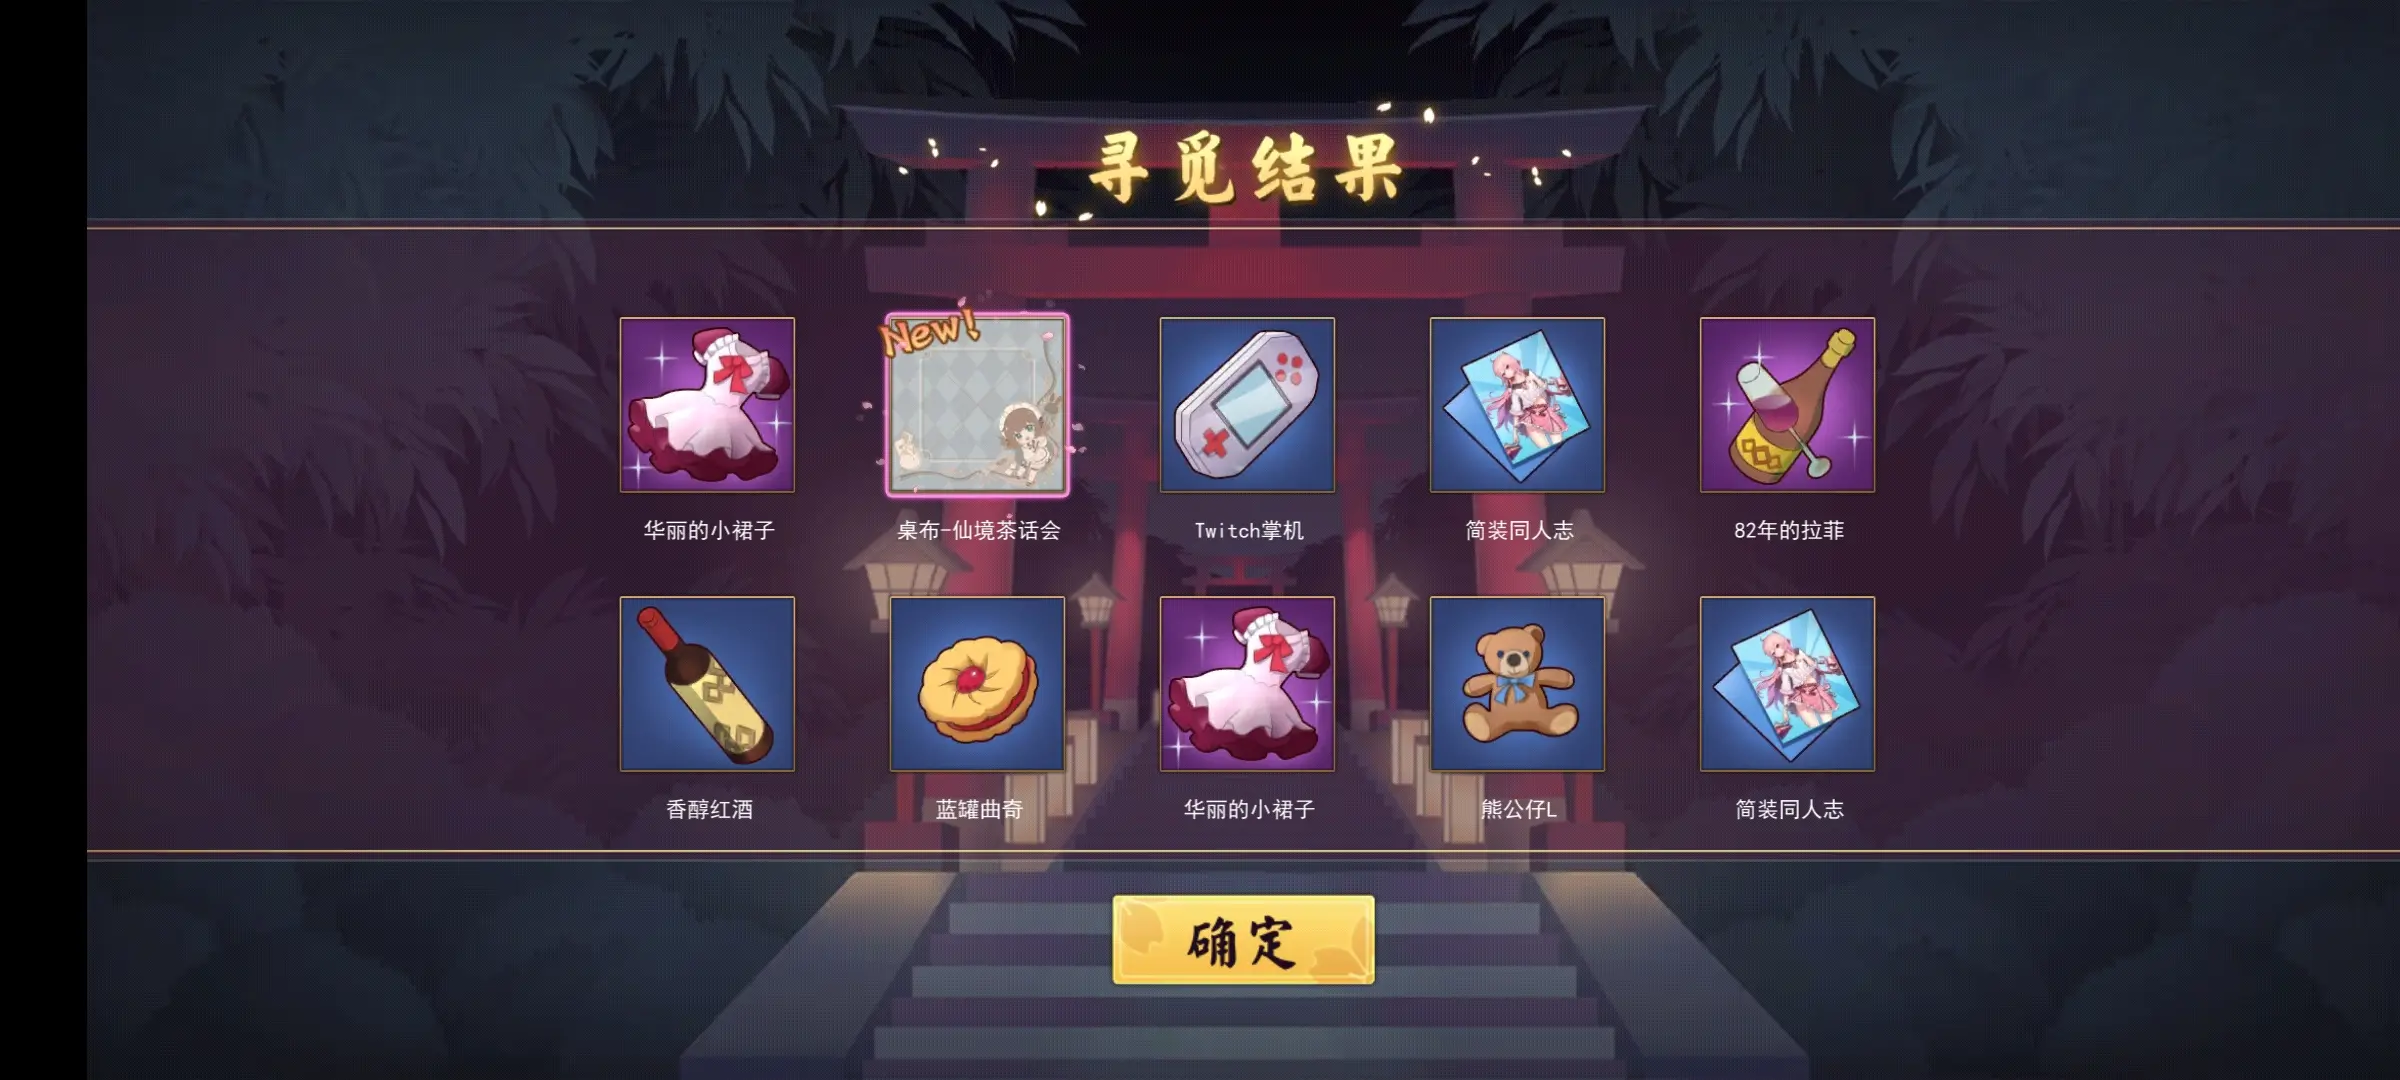 寻觅结果
New!
华丽的小裙子
桌布-仙境茶话会
Twitch掌机
简装同人志
82年的拉菲
香醇红酒
蓝罐曲奇
华丽的小裙子
熊公仔L
简装同人志
确定